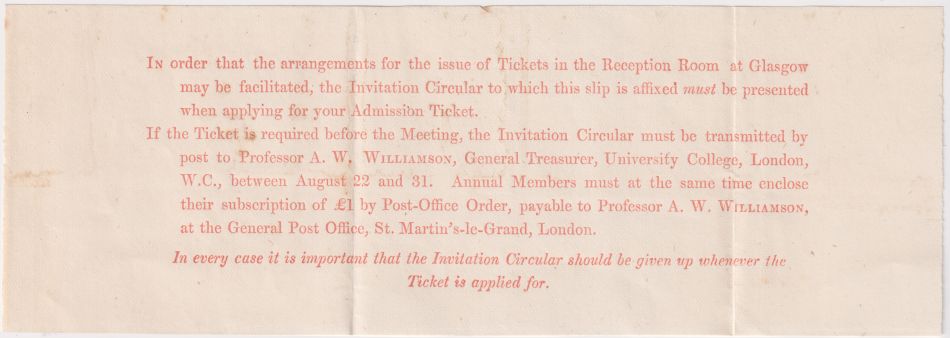 In order that the arrangements for the issue of Tickets in the Reception Room at Glasgow
may be facilitated, the Invitation Circular to which this slip is affixed must be presented
when applying for your Admission Ticket.
If the Ticket is required before the Meeting, the Invitation Circular must be transmitted by
post to Professor A. W. Williamson, General Treasurer, University College, London,
W.C., between August 22 and 31. Annual Members must at the same time enclose
their subscription of £1 by Post-Office Order, payable to Professor A. W. Williamson,
at the General Post Office, St. Martin's-le-Grand, London.
In every case it is important that the Invitation Circular should be given up whenever the
Ticket is applied for.